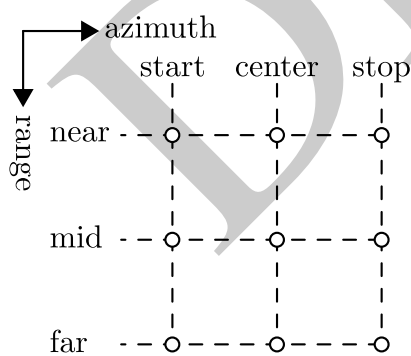 azimuth
start center stop
range
near
mid
far